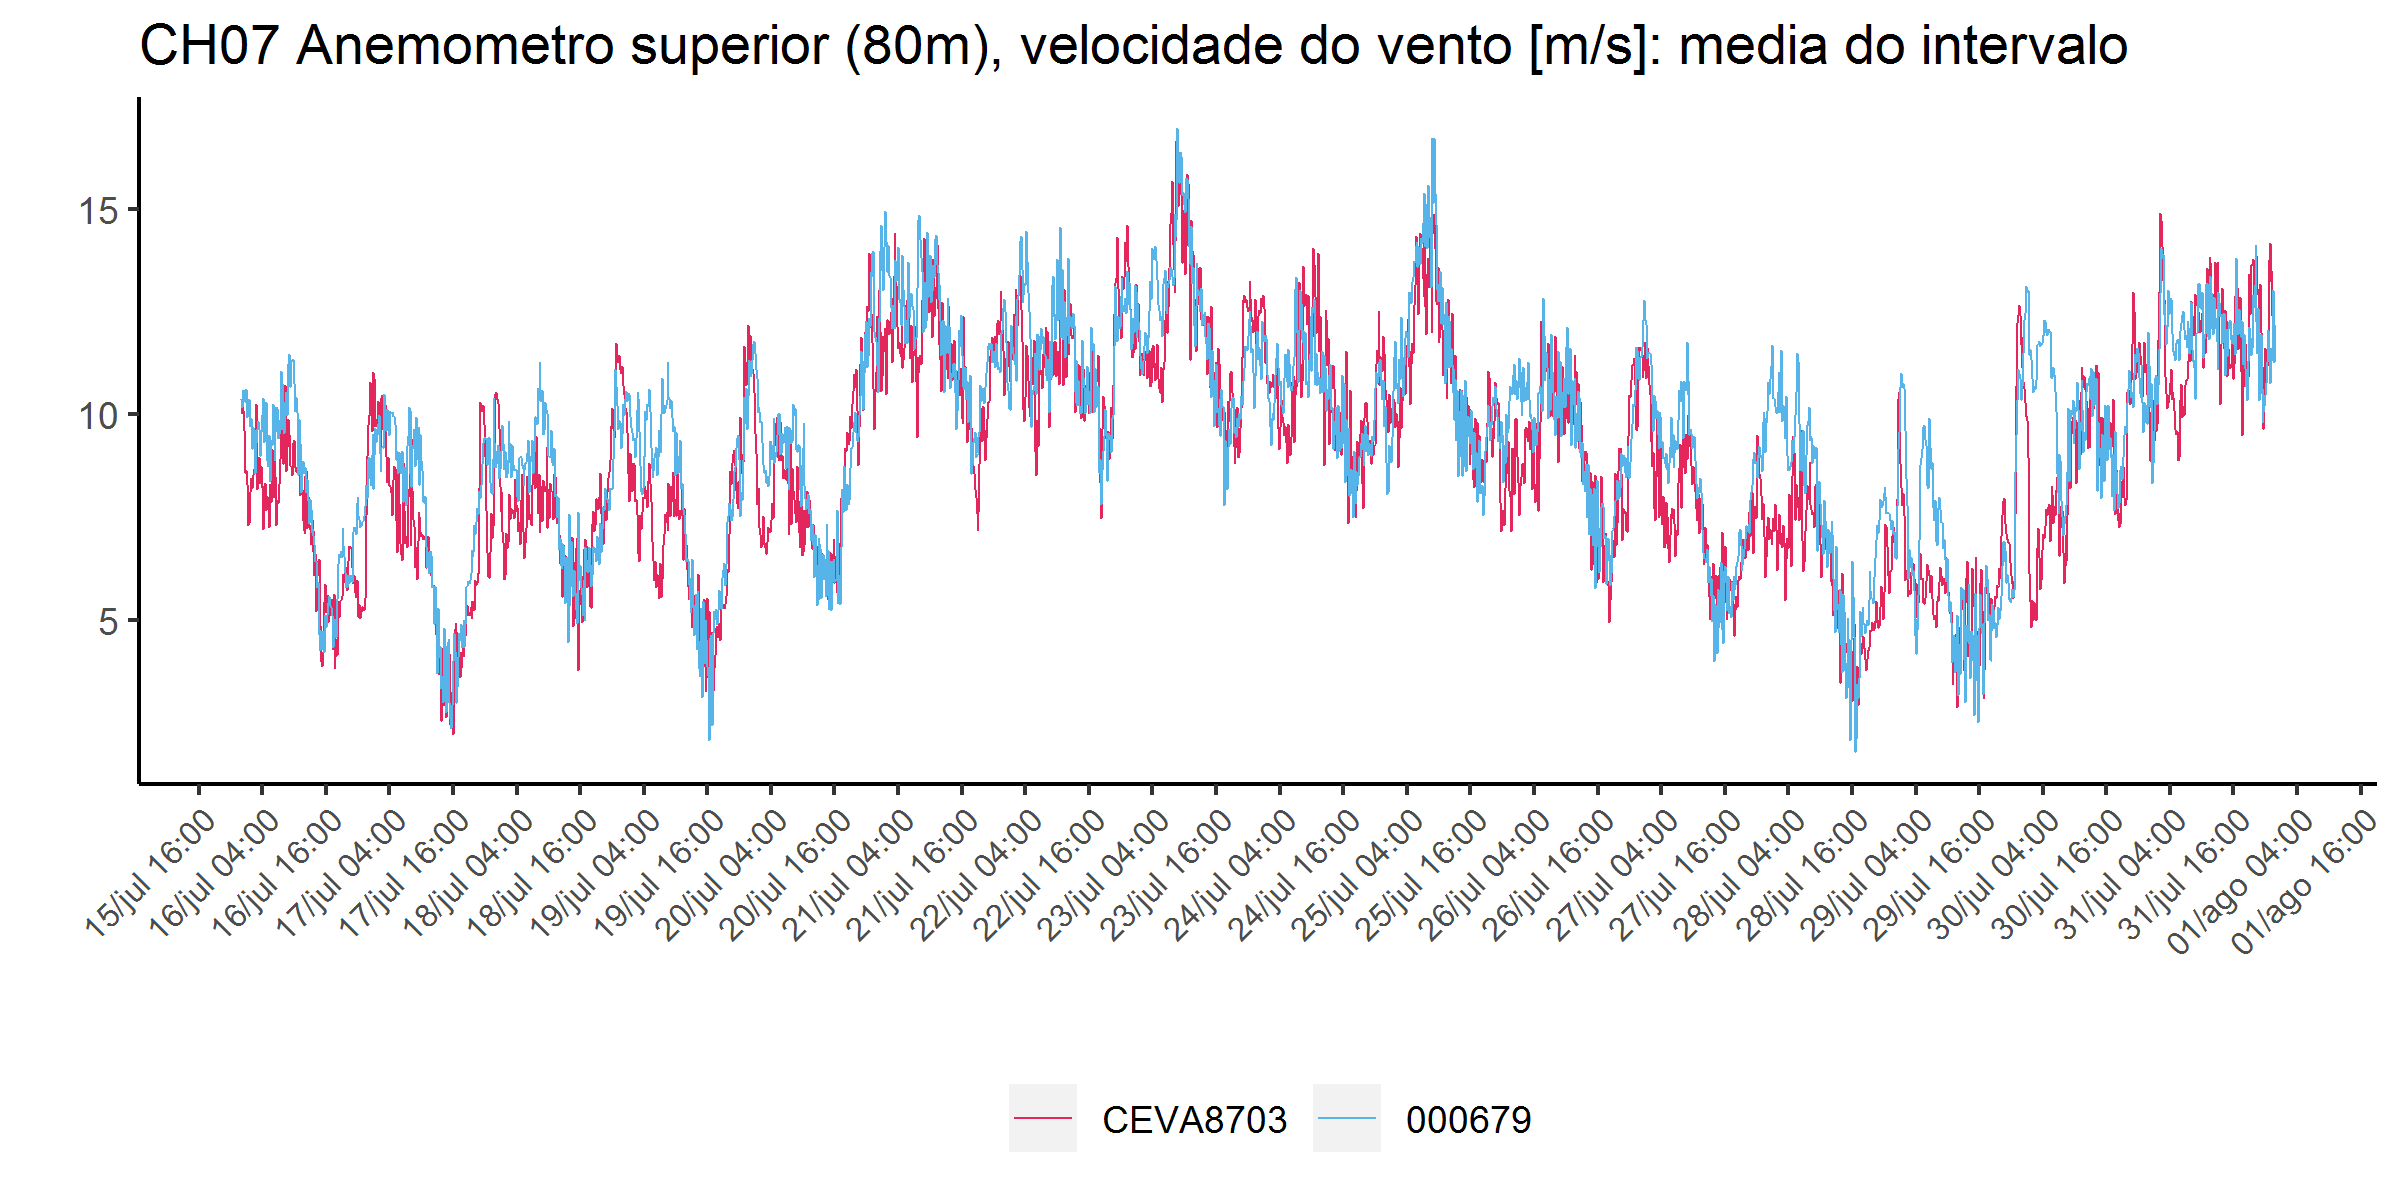 CH07 Anemometro superior (80m), velocidade do vento [m/s]: media do intervalo
15
10
5
15/jul 16:00
16/jul 04:00
16/jul 16:00
17/jul 04:00
17/jul 16:00
18/jul 04:00
18/jul 16:00
19/jul 04:00
19/jul 16:00
20/jul 04:00
20/jul 16:00
21/jul 04:00
21/jul 16:00
22/jul 04:00
22/jul 16:00
23/jul 04:00
23/jul 16:00
24/jul 04:00
24/jul 16:00
25/jul 04:00
25/jul 16:00
26/jul 04:00
26/jul 16:00
27/jul 04:00
27/jul 16:00
28/jul 04:00
28/jul 16:00
29/jul 04:00
29/jul 16:00
30/jul 04:00
30/jul 16:00
31/jul 04:00
31/jul 16:00
01/ago 04:00
01/ago 16:00
CEVA8703 000679